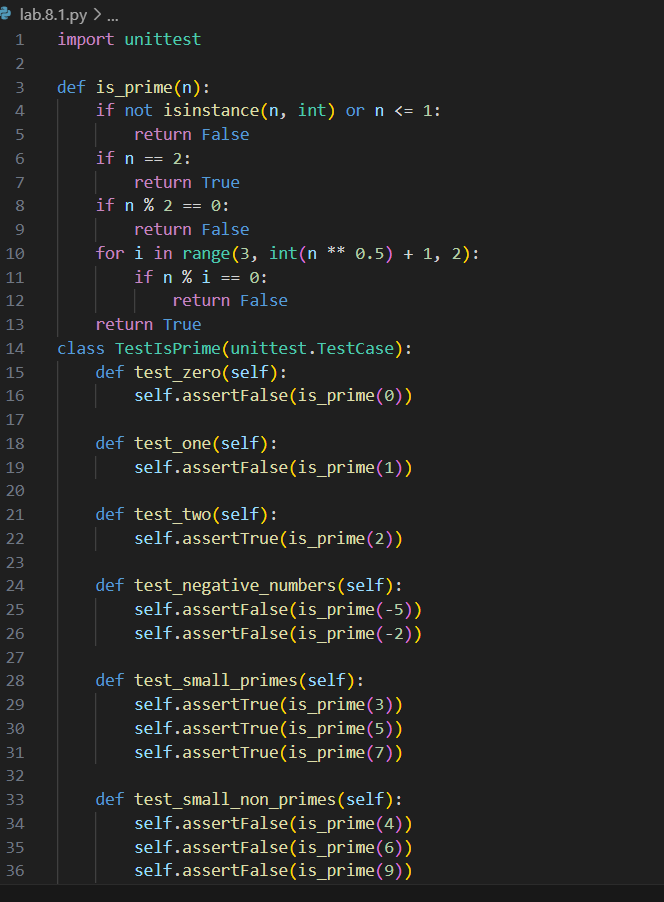 lab.8.1.py > ...
1 import unittest
2
3 def is_prime(n):
4     if not isinstance(n, int) or n <= 1:
5         return False
6     if n == 2:
7         return True
8     if n % 2 == 0:
9         return False
10     for i in range(3, int(n ** 0.5) + 1, 2):
11         if n % i == 0:
12             return False
13     return True
14 class TestIsPrime(unittest.TestCase):
15     def test_zero(self):
16         self.assertFalse(is_prime(0))
17
18     def test_one(self):
19         self.assertFalse(is_prime(1))
20
21     def test_two(self):
22         self.assertTrue(is_prime(2))
23
24     def test_negative_numbers(self):
25         self.assertFalse(is_prime(-5))
26         self.assertFalse(is_prime(-2))
27
28     def test_small_primes(self):
29         self.assertTrue(is_prime(3))
30         self.assertTrue(is_prime(5))
31         self.assertTrue(is_prime(7))
32
33     def test_small_non_primes(self):
34         self.assertFalse(is_prime(4))
35         self.assertFalse(is_prime(6))
36         self.assertFalse(is_prime(9))